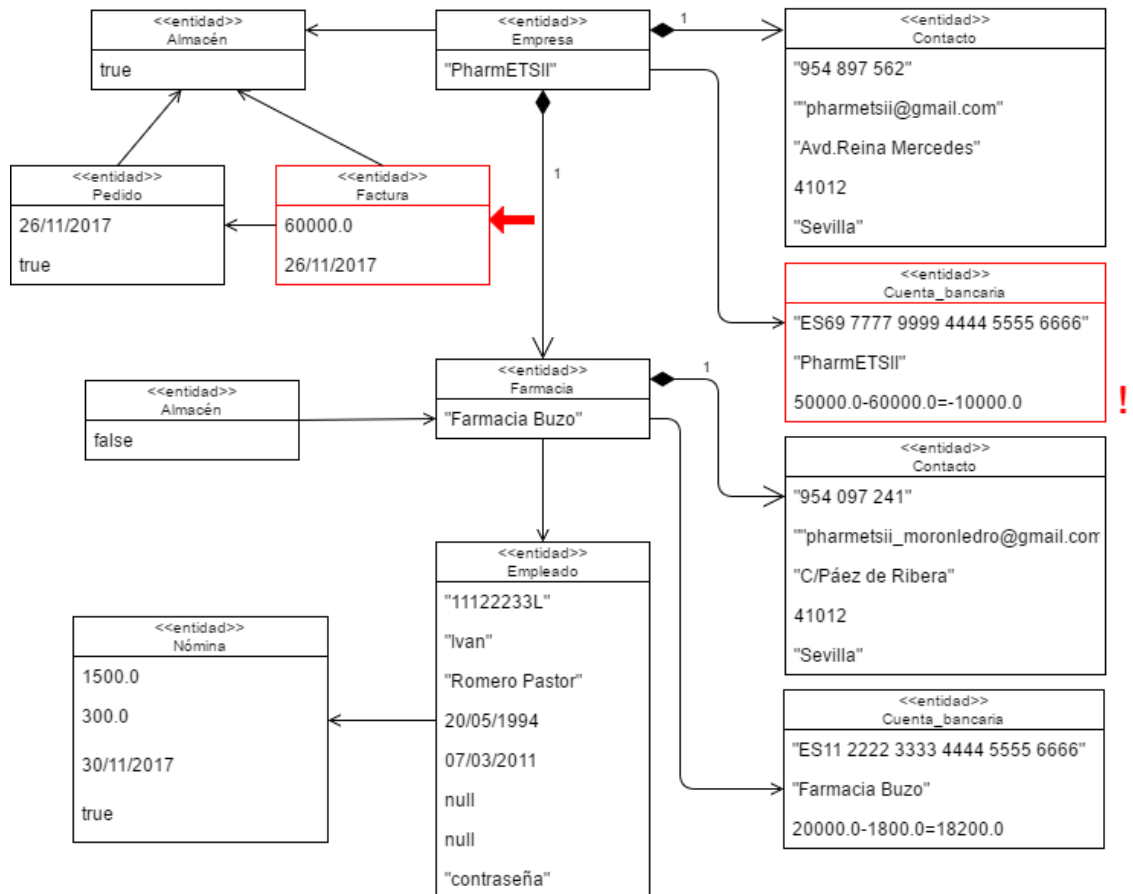 <<entidad>>
Almacén
true
<<entidad>>
Empresa
"PharmETSII"
1
<<entidad>>
Contacto
"954 897 562"
""pharmetsii@gmail.com"
"Avd.Reina Mercedes"
41012
"Sevilla"
<<entidad>>
Pedido
26/11/2017
true
<<entidad>>
Factura
60000.0
26/11/2017
1
<<entidad>>
Cuenta_bancaria
"ES69 7777 9999 4444 5555 6666"
"PharmETSII"
50000.0-60000.0=-10000.0
!
<<entidad>>
Almacén
false
<<entidad>>
Farmacia
"Farmacia Buzo"
1
<<entidad>>
Contacto
"954 097 241"
""pharmetsii_moronledro@gmail.com
"C/Páez de Ribera"
41012
"Sevilla"
<<entidad>>
Empleado
"11122233L"
"Ivan"
"Romero Pastor"
20/05/1994
07/03/2011
null
null
"contraseña"
<<entidad>>
Nómina
1500.0
300.0
30/11/2017
true
<<entidad>>
Cuenta_bancaria
"ES11 2222 3333 4444 5555 6666"
"Farmacia Buzo"
20000.0-1800.0=18200.0